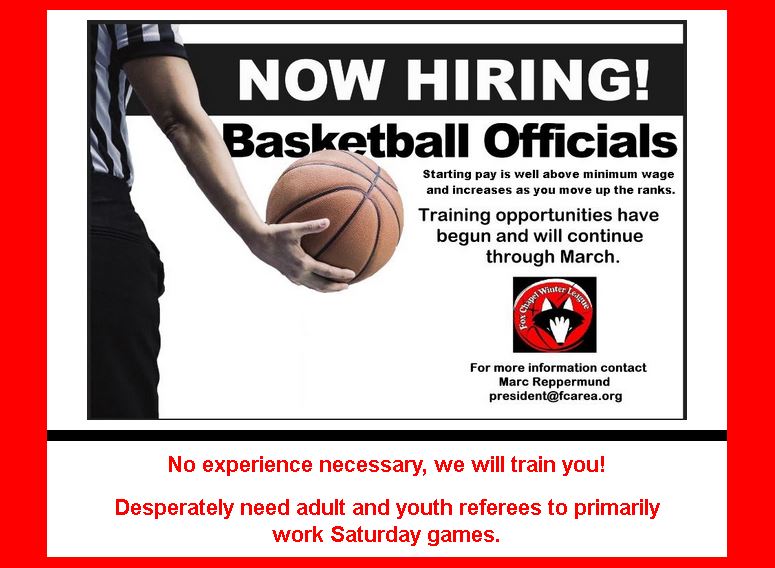 NOW HIRING!
Basketball Officials
Starting pay is well above minimum wage
and increases as you move up the ranks.
Training opportunities have
begun and will continue
through March.
Fox Chapel Winter League
For more information contact
Marc Reppermund
president@fcarea.org
No experience necessary, we will train you!
Desperately need adult and youth referees to primarily
work Saturday games.